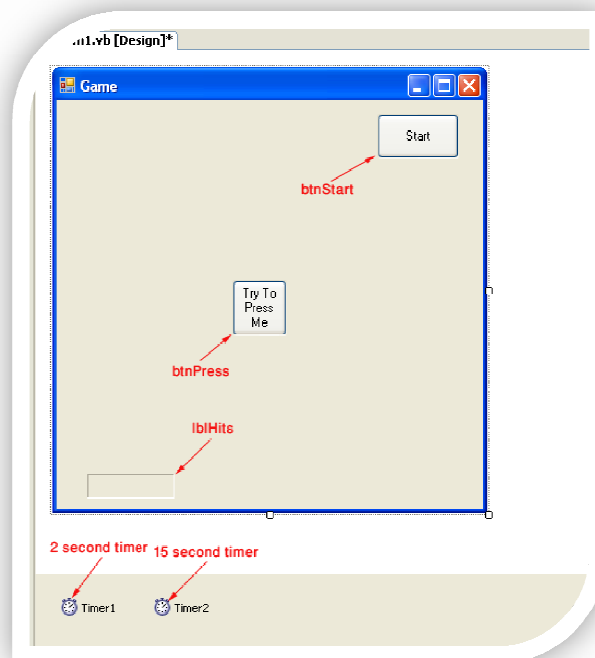 m1.vb [Design]*
Game
Start
btnStart
Try To
Press
Me
btnPress
lblHits
2 second timer
15 second timer
Timer1
Timer2